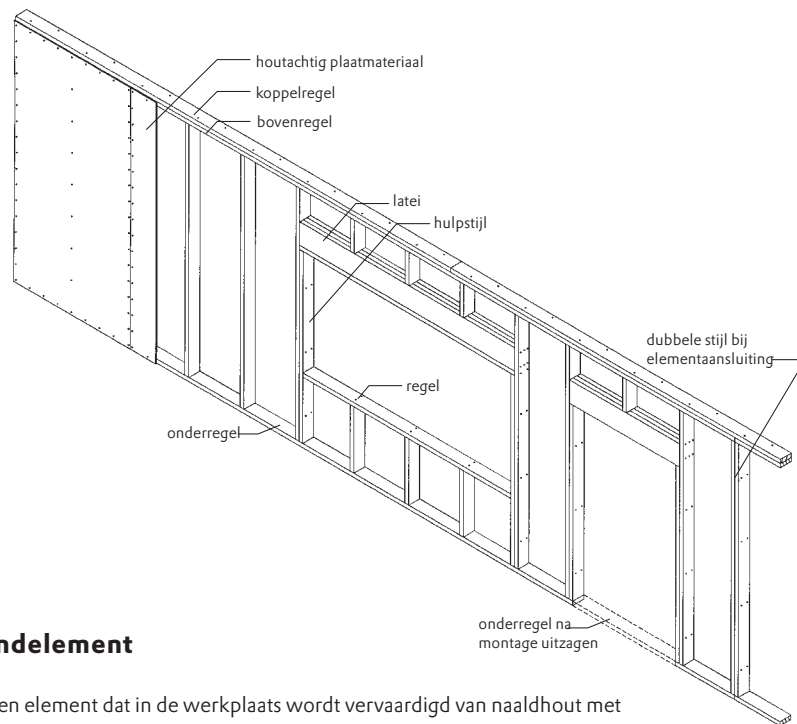 houtachtig plaatmateriaal
koppelregel
bovenregel
latei
hulpstijl
dubbele stijl bij
elementaansluiting
regel
onderregel
onderregel na
montage uitzagen
ndelement
en element dat in de werkplaats wordt vervaardigd van naaldhout met